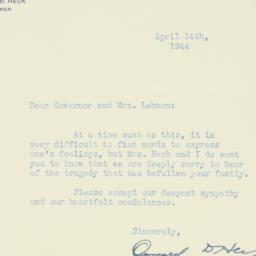 D HECK
KER
April 14th,
1944
Dear Governor and Mrs. Lehman:
At a time such as this, it is
very difficult to find words to express
one's feelings, but Mrs. Heck and I do want
you to know that we are deeply sorry to hear
of the tragedy that has befallen your family.
Please accept our deepest sympathy
and our heartfelt condolences.
Sincerely,
Oswald D Hec